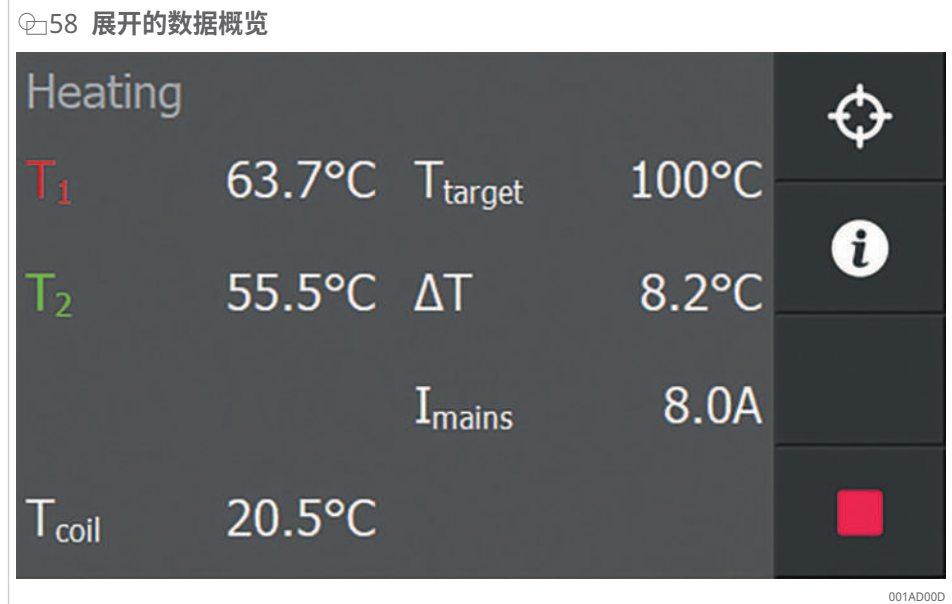 58 展开的数据概览
Heating
T1 63.7°C Ttarget 100°C
T2 55.5°C ΔT 8.2°C
Imains 8.0A
Tcoil 20.5°C
i
001AD00D